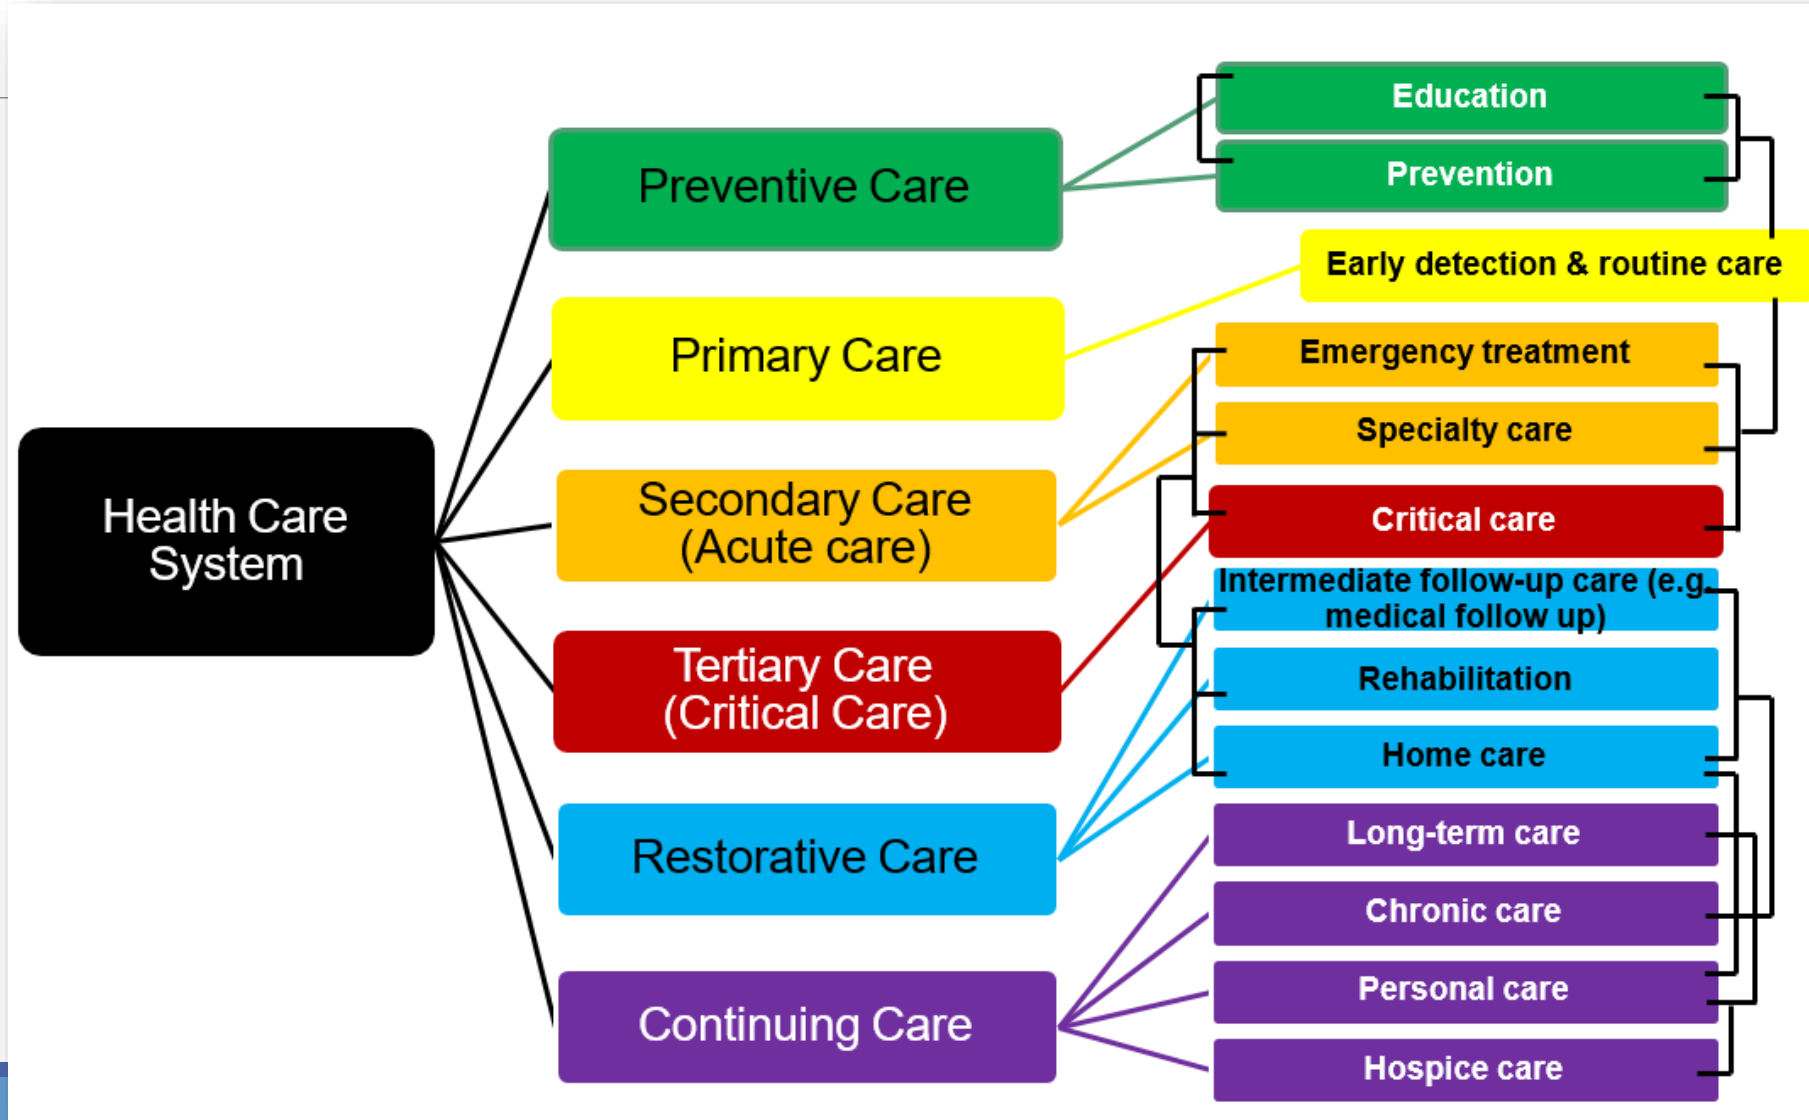 Health Care
System
Preventive Care
Primary Care
Secondary Care
(Acute care)
Tertiary Care
(Critical Care)
Restorative Care
Continuing Care
Education
Prevention
Early detection & routine care
Emergency treatment
Specialty care
Critical care
Intermediate follow-up care (e.g.
medical follow up)
Rehabilitation
Home care
Long-term care
Chronic care
Personal care
Hospice care